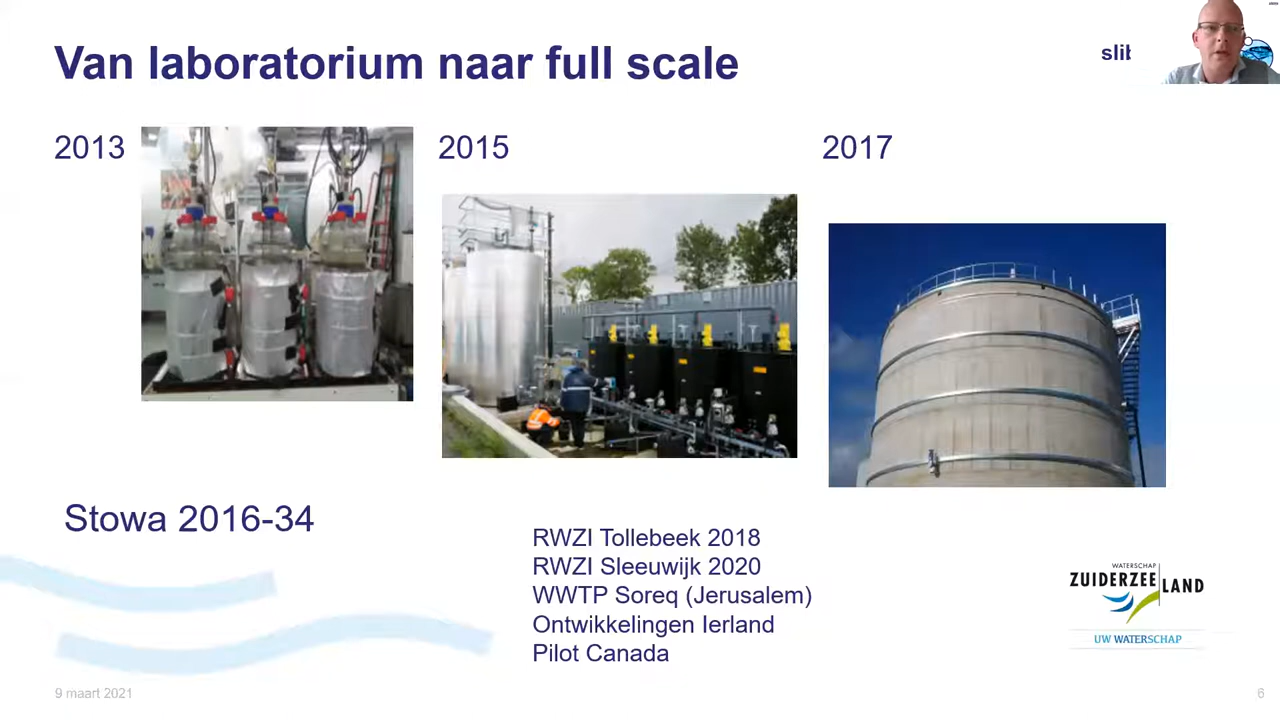 Van laboratorium naar full scale
slib
2013
2015
2017
Stowa 2016-34
RWZI Tollebeek 2018
RWZI Sleeuwijk 2020
WWTP Soreq (Jerusalem)
Ontwikkelingen Ierland
Pilot Canada
WATERSCHAP
ZUIDERZEELAND
UW WATERSCHAP
9 maart 2021
6